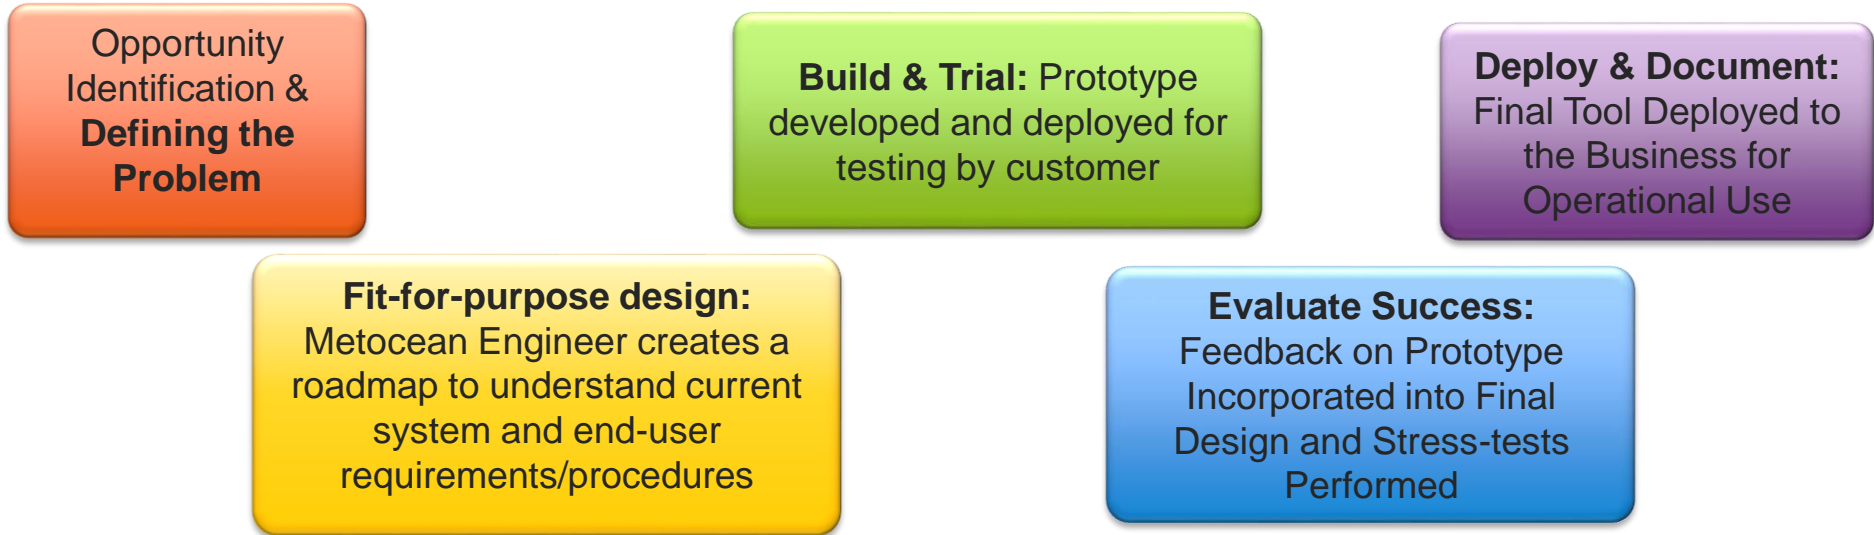 Opportunity
Identification &
Defining the
Problem
Fit-for-purpose design:
Metocean Engineer creates a
roadmap to understand current
system and end-user
requirements/procedures
Build & Trial: Prototype
developed and deployed for
testing by customer
Evaluate Success:
Feedback on Prototype
Incorporated into Final
Design and Stress-tests
Performed
Deploy & Document:
Final Tool Deployed to
the Business for
Operational Use